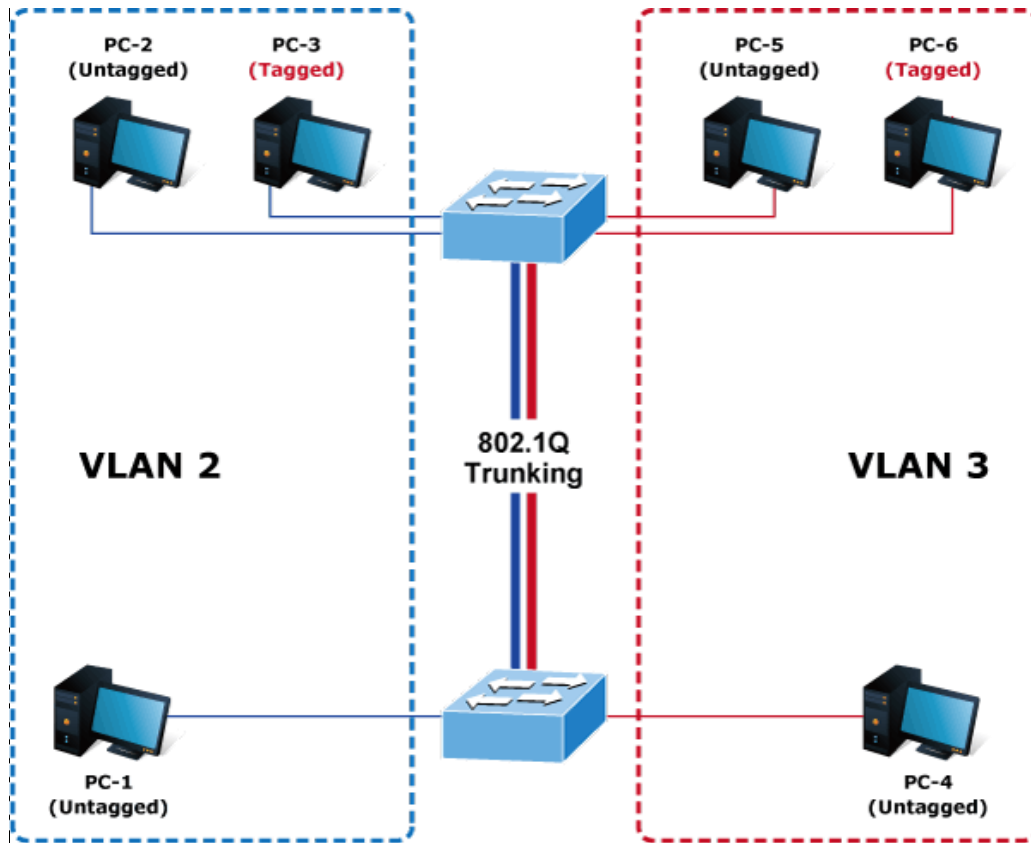 PC-2
(Untagged)
PC-3
(Tagged)
PC-5
(Untagged)
PC-6
(Tagged)
802.1Q
Trunking
VLAN 2
VLAN 3
PC-1
(Untagged)
PC-4
(Untagged)